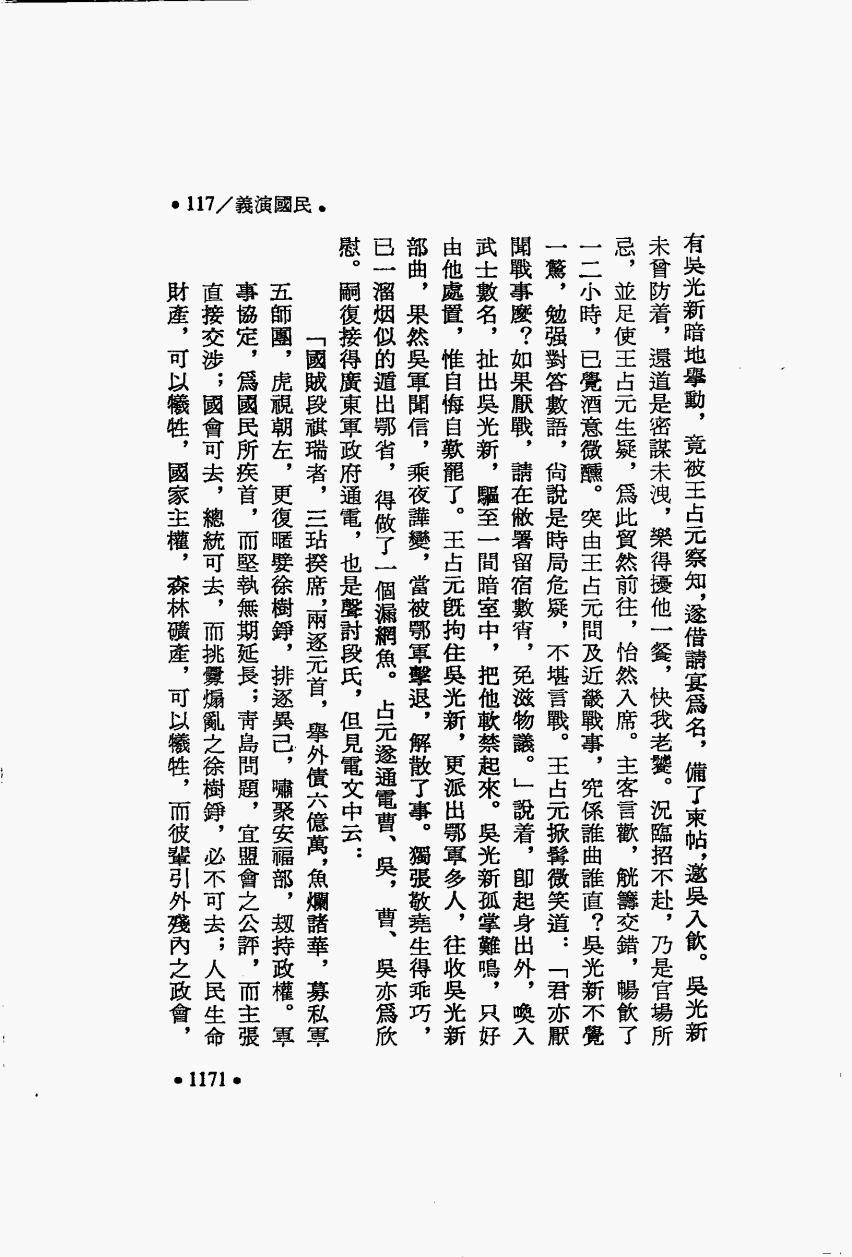 •117／義演國民•
有吳光新暗地舉動，竟被王占元察知，遂借請宴爲名，備了柬帖，邀吳入飲。吳光新
未曾防着，還道是密謀未洩，樂得擾他一餐，快我老饕。況臨招不赴，乃是官場所
忌，並足使王占元生疑，爲此貿然前往，怡然入席。主客言歡，觥籌交錯，暢飲了
一二小時，已覺酒意微醺。突由王占元問及近畿戰事，究係誰曲誰直？吳光新不覺
一驚，勉强對答數語，尙說是時局危疑，不堪言戰。王占元掀髯微笑道：「君亦厭
聞戰事麼？如果厭戰，請在敝署留宿數宵，免滋物議。」說着，卽起身出外，喚入
武士數名，扯出吳光新，驅至一間暗室中，把他軟禁起來。吳光新孤掌難鳴，只好
由他處置，惟自悔自歎罷了。王占元旣拘住吳光新，更派出鄂軍多人，往收吳光新
部曲，果然吳軍聞信，乘夜譁變，當被鄂軍擊退，解散了事。獨張敬堯生得乖巧，
已一溜烟似的遁出鄂省，得做了一個漏網魚。占元遂通電曹、吳，曹、吳亦爲欣
慰。嗣復接得廣東軍政府通電，也是聲討段氏，但見電文中云：
「國賊段祺瑞者，三玷揆席，兩逐元首，舉外債六億萬，魚爛諸華，募私軍
五師團，虎視朝左，更復暱嬖徐樹錚，排逐異己，嘯聚安福部，刼持政權。軍
事協定，爲國民所疾首，而堅執無期延長；靑島問題，宜盟會之公評，而主張
直接交涉；國會可去，總統可去，而挑釁煽亂之徐樹錚，必不可去；人民生命
財產，可以犧牲，國家主權，森林礦產，可以犧牲，而彼輩引外殘內之政會，
•1171•